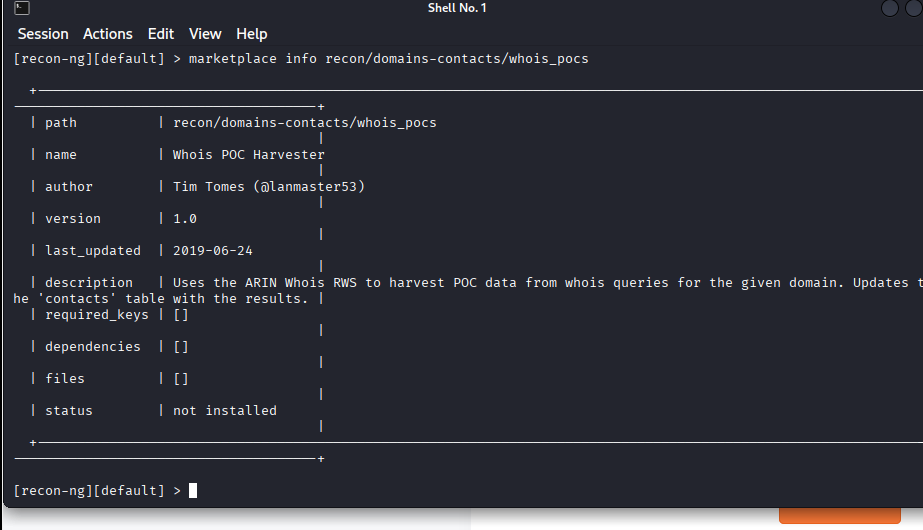 Shell No. 1
Session Actions Edit View Help
[recon-ng][default] > marketplace info recon/domains-contacts/whois_pocs
| path | recon/domains-contacts/whois_pocs
|
| name | Whois POC Harvester
|
| author | Tim Tomes (@lanmaster53)
|
| version | 1.0
|
| last_updated | 2019-06-24
|
| description | Uses the ARIN Whois RWS to harvest POC data from whois queries for the given domain. Updates t
he 'contacts' table with the results. |
| required_keys | []
|
| dependencies | []
|
| files | []
|
| status | not installed
|
[recon-ng][default] >